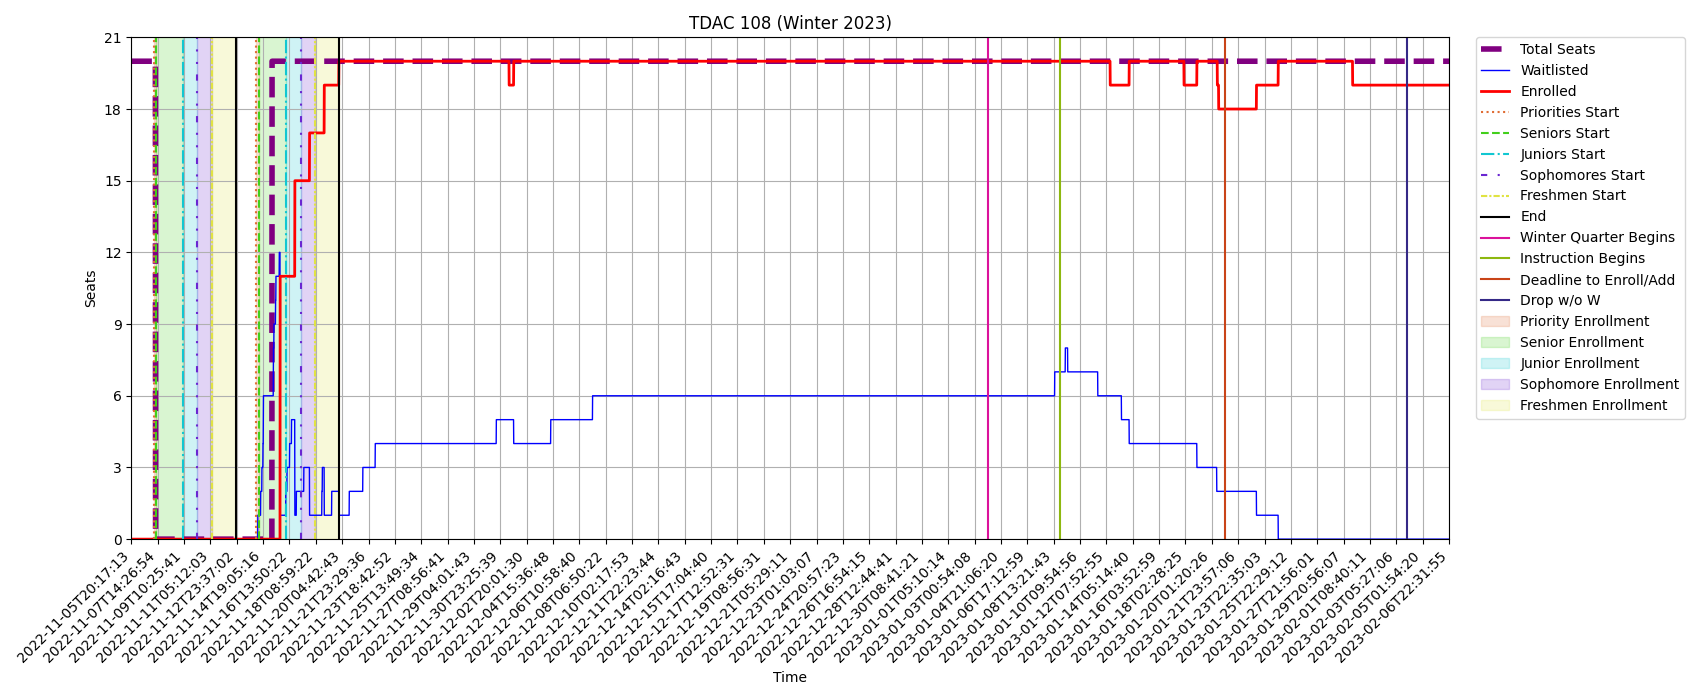 TDAC 108 (Winter 2023)
21
18
15
12
9
6
3
0
Seats
2022-11-05T20:17:13
2022-11-07T14:26:54
2022-11-09T10:25:41
2022-11-11T05:12:03
2022-11-12T23:37:02
2022-11-14T19:05:16
2022-11-16T13:50:22
2022-11-18T08:59:22
2022-11-20T04:42:43
2022-11-21T23:29:36
2022-11-23T18:42:52
2022-11-25T13:49:34
2022-11-27T08:56:41
2022-11-29T04:01:43
2022-11-30T23:25:39
2022-12-02T20:01:30
2022-12-04T15:36:48
2022-12-06T10:58:40
2022-12-08T06:50:22
2022-12-10T02:17:53
2022-12-11T22:23:44
2022-12-14T02:16:43
2022-12-15T17:04:40
2022-12-17T12:52:31
2022-12-19T08:56:31
2022-12-21T05:29:11
2022-12-23T01:03:07
2022-12-24T20:57:23
2022-12-26T16:54:15
2022-12-28T12:44:41
2022-12-30T08:41:21
2023-01-01T05:10:14
2023-01-03T00:54:08
2023-01-04T21:06:20
2023-01-06T17:12:59
2023-01-08T13:21:43
2023-01-10T09:54:56
2023-01-12T07:52:55
2023-01-14T05:14:40
2023-01-16T03:52:59
2023-01-18T02:28:25
2023-01-20T01:20:26
2023-01-21T23:57:06
2023-01-23T22:35:03
2023-01-25T22:29:12
2023-01-27T21:56:01
2023-01-29T20:56:07
2023-02-01T08:40:11
2023-02-03T05:27:06
2023-02-05T01:54:20
2023-02-06T22:31:55
Time
Total Seats
Waitlisted
Enrolled
Priorities Start
Seniors Start
Juniors Start
Sophomores Start
Freshmen Start
End
Winter Quarter Begins
Instruction Begins
Deadline to Enroll/Add
Drop w/o W
Priority Enrollment
Senior Enrollment
Junior Enrollment
Sophomore Enrollment
Freshmen Enrollment